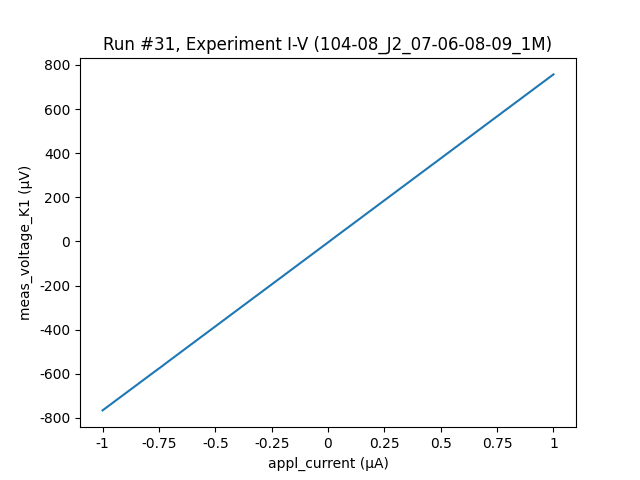 Run #31, Experiment I-V (104-08_J2_07-06-08-09_1M)
800
600
400
200
0
-200
-400
-600
-800
meas_voltage_K1 (μV)
-1 -0.75 -0.5 -0.25 0 0.25 0.5 0.75 1
appl_current (μA)